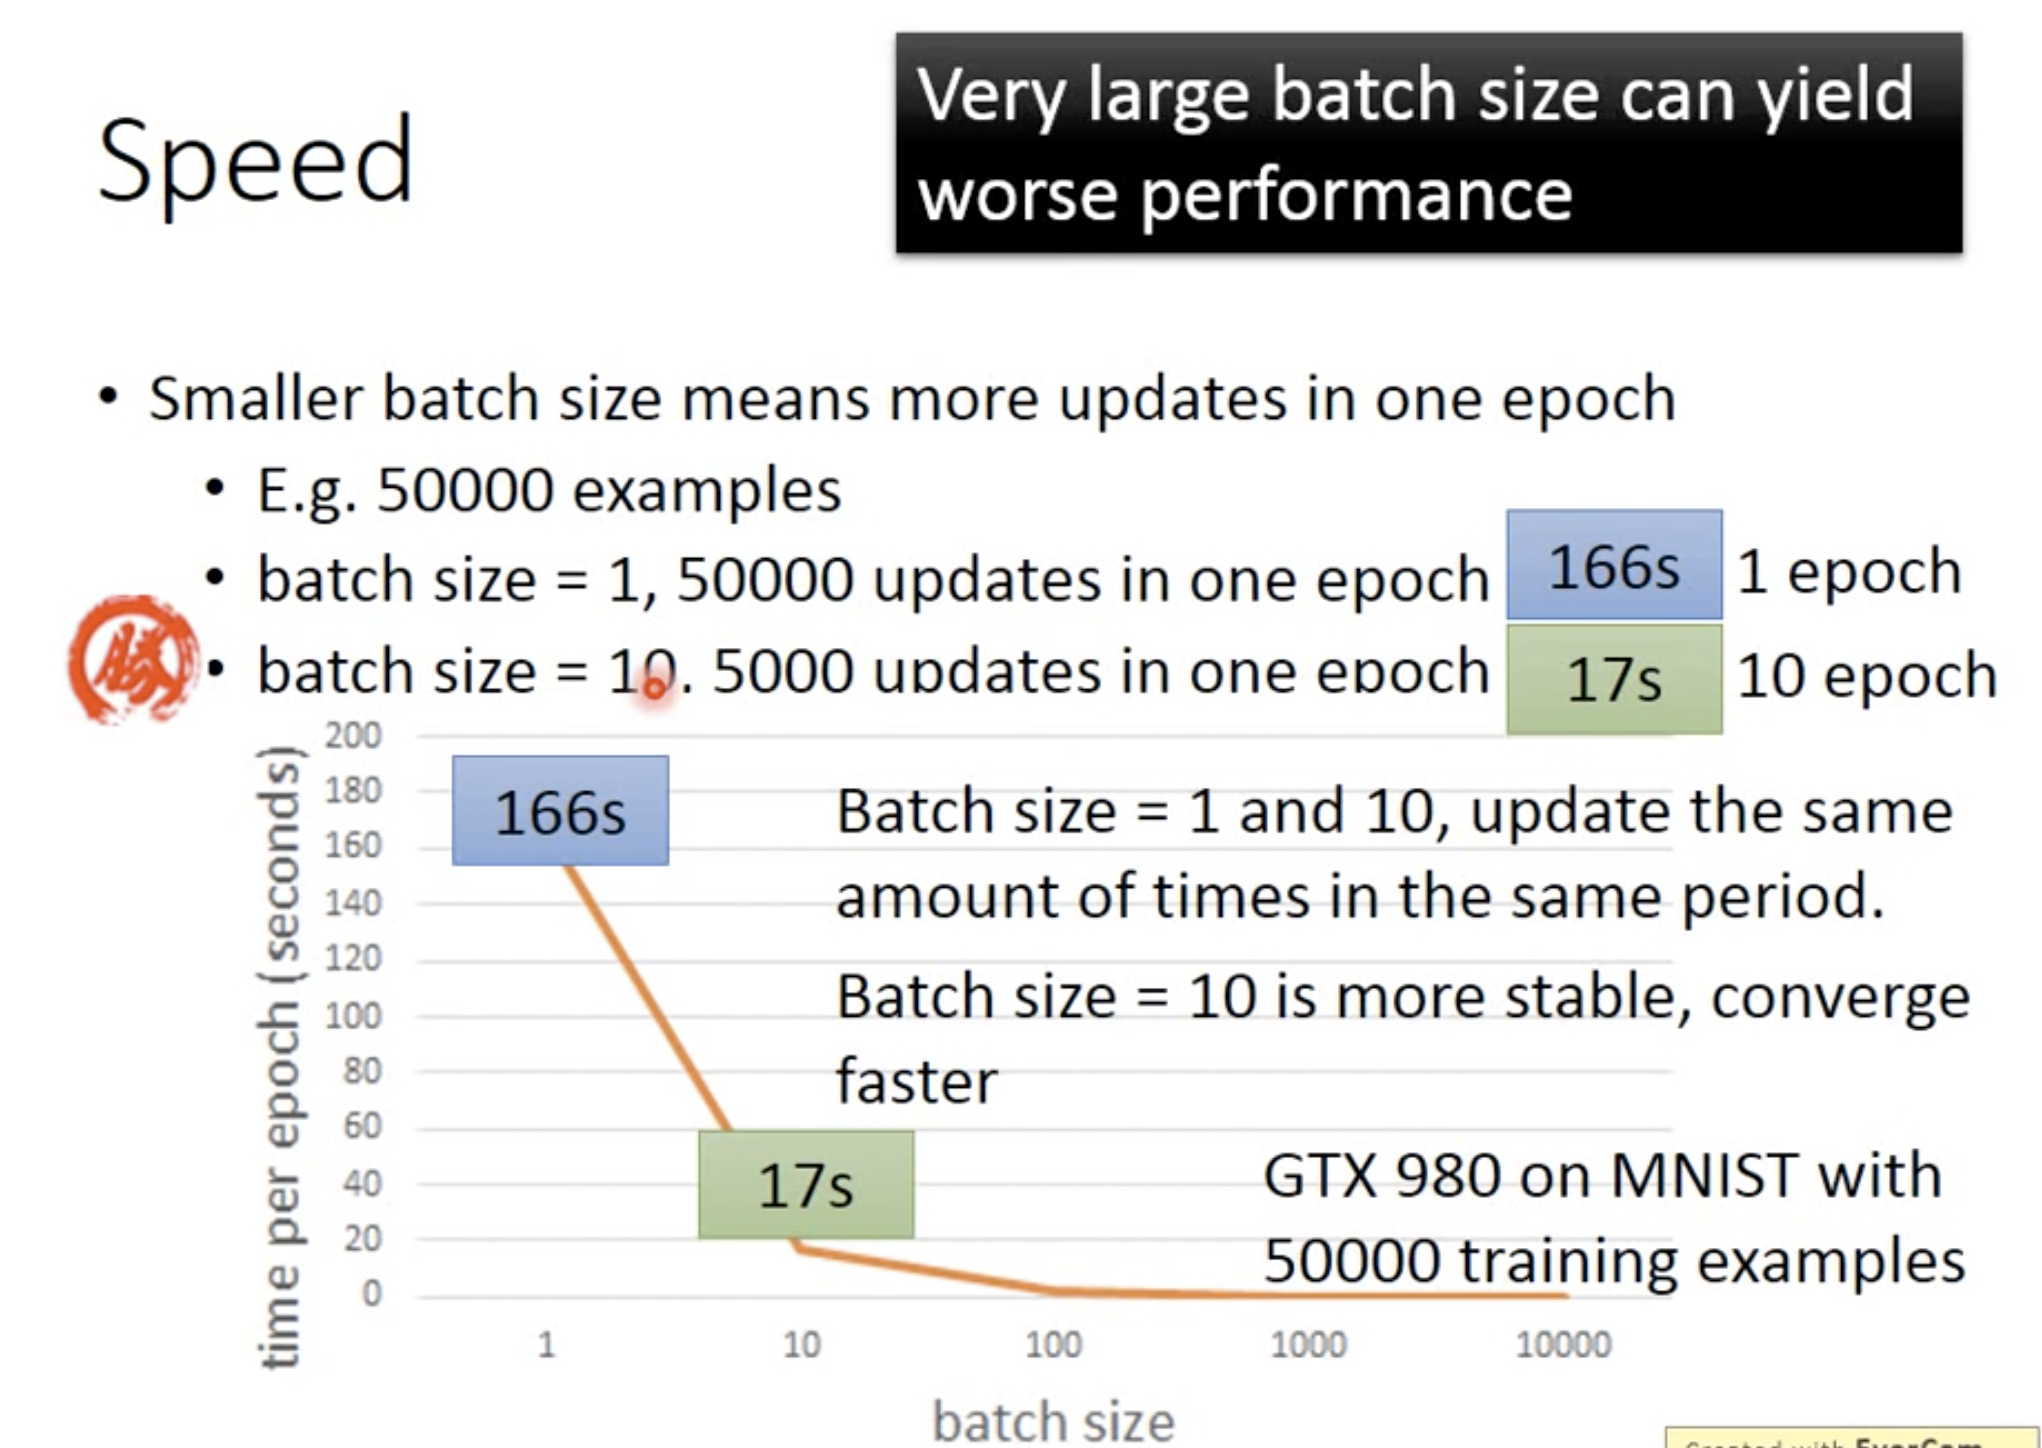 Very large batch size can yield
worse performance
Speed
• Smaller batch size means more updates in one epoch
• E.g. 50000 examples
• batch size = 1, 50000 updates in one epoch 166s 1 epoch
勝 • batch size = 10. 5000 updates in one epoch 17s 10 epoch
time per epoch (seconds)
200
180
160
140
120
100
80
60
40
20
0
166s
17s
Batch size = 1 and 10, update the same
amount of times in the same period.
Batch size = 10 is more stable, converge
faster
GTX 980 on MNIST with
50000 training examples
1 10 100 1000 10000
batch size
Created with EverCam